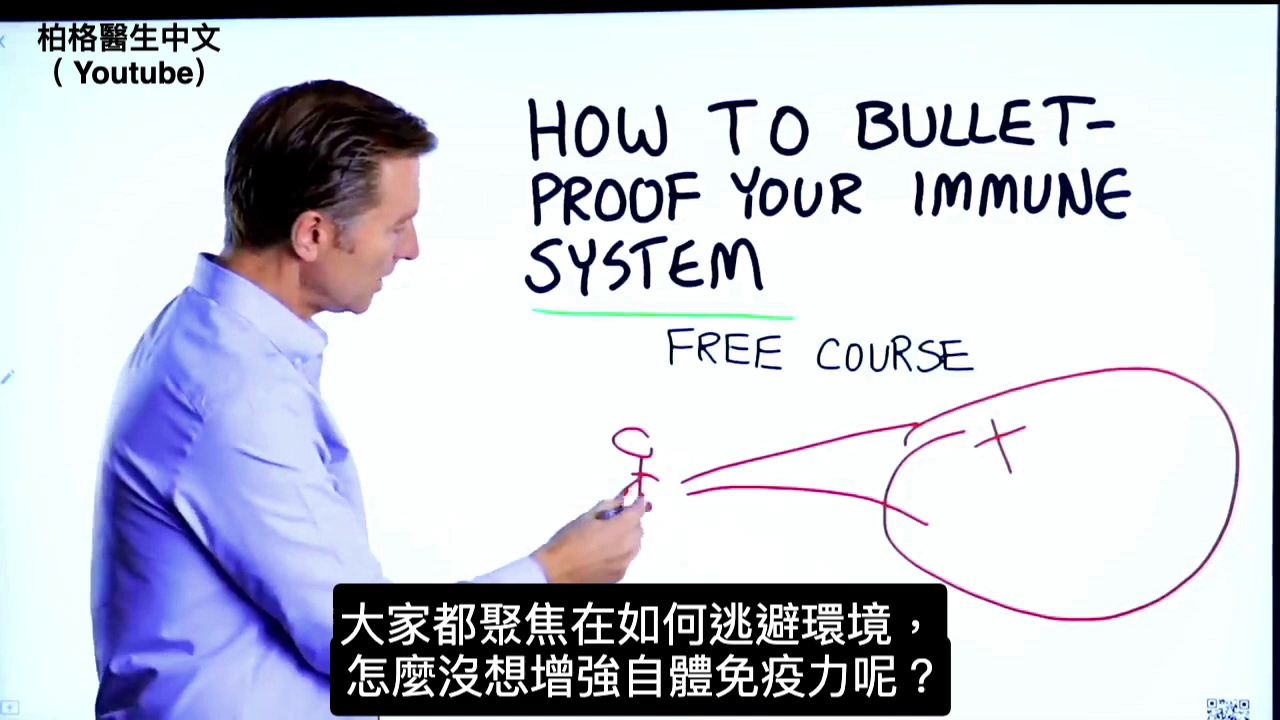 柏格醫生中文
( Youtube)
HOW TO BULLET-
PROOF YOUR IMMUNE
SYSTEM
FREE COURSE
大家都聚焦在如何逃避環境，
怎麼沒想增強自體免疫力呢？